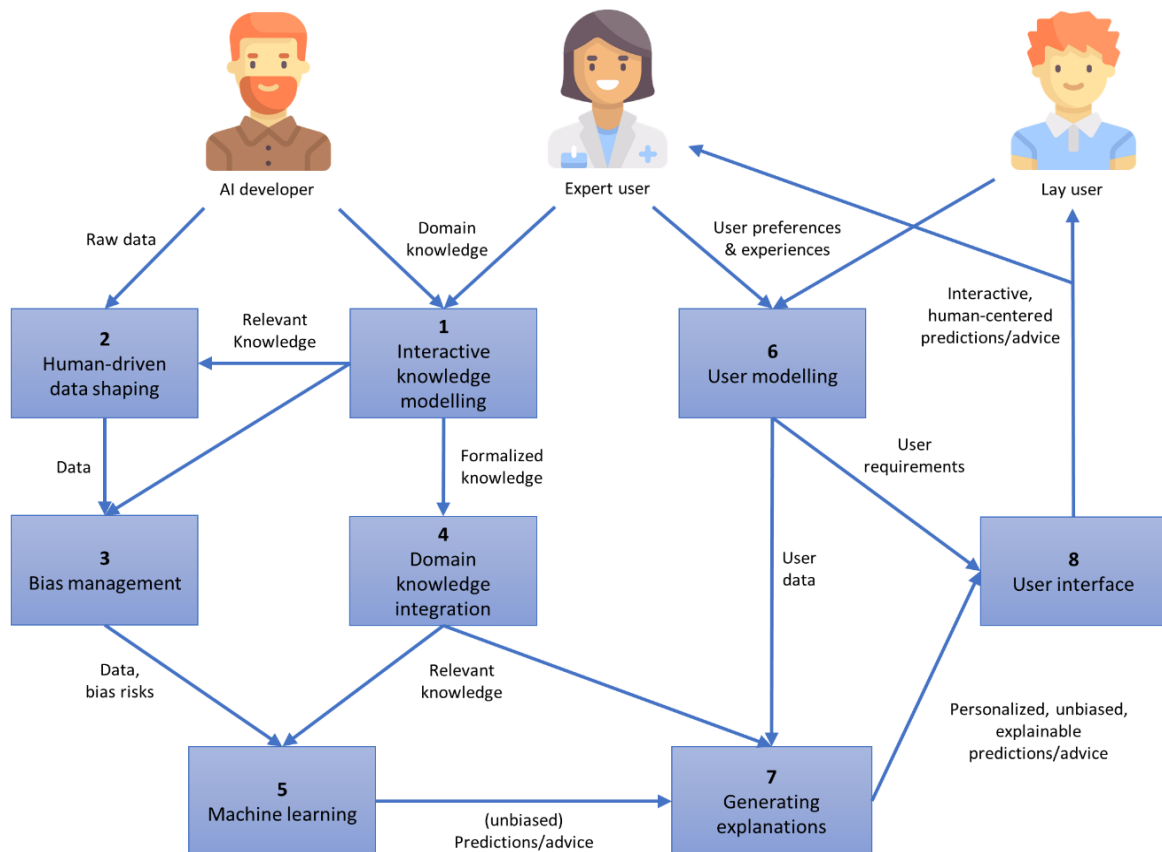 AI developer
Expert user
Lay user
Raw data
Domain
knowledge
User preferences
& experiences
Interactive,
human-centered
predictions/advice
2
Human-driven
data shaping
Relevant
Knowledge
1
Interactive
knowledge
modelling
6
User modelling
Data
Formalized
knowledge
User
requirements
3
Bias management
4
Domain
knowledge
integration
User
data
8
User interface
Data,
bias risks
Relevant
knowledge
Personalized, unbiased,
explainable
predictions/advice
5
Machine learning
(unbiased)
Predictions/advice
7
Generating
explanations